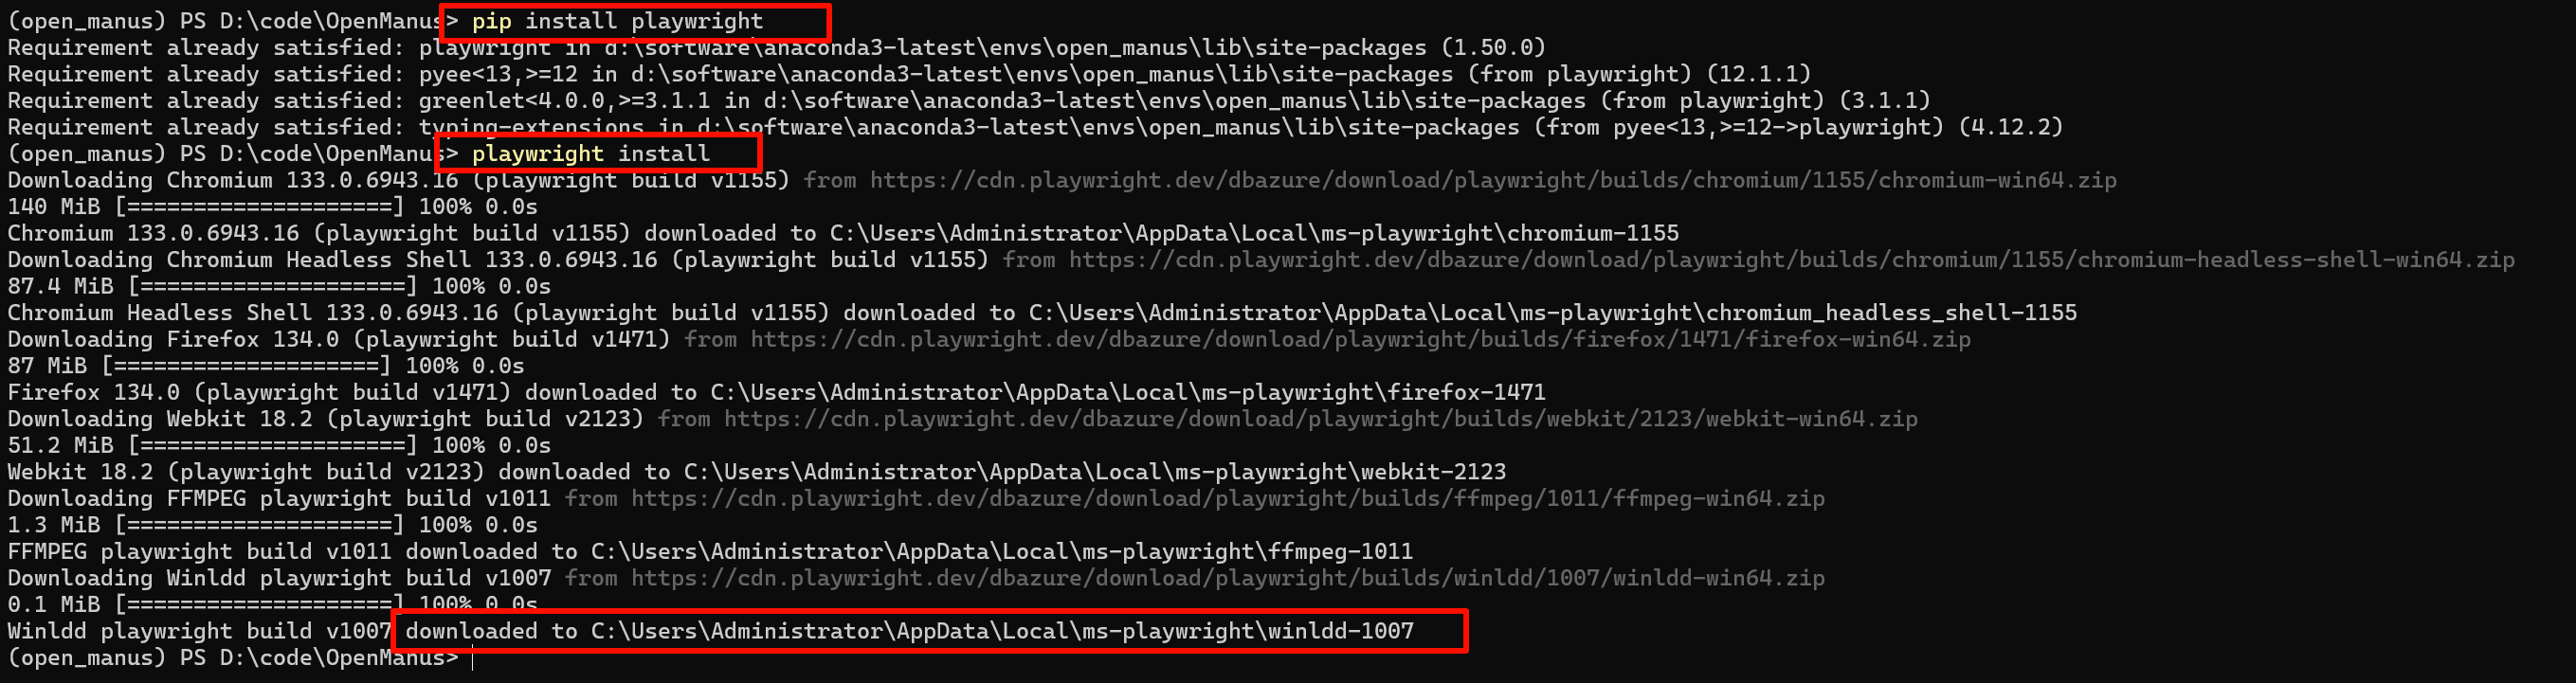 (open_manus) PS D:\code\OpenManus> pip install playwright
Requirement already satisfied: playwright in d:\software\anaconda3-latest\envs\open_manus\lib\site-packages (1.50.0)
Requirement already satisfied: pyee<13,>=12 in d:\software\anaconda3-latest\envs\open_manus\lib\site-packages (from playwright) (12.1.1)
Requirement already satisfied: greenlet<4.0.0,>=3.1.1 in d:\software\anaconda3-latest\envs\open_manus\lib\site-packages (from playwright) (3.1.1)
Requirement already satisfied: typing-extensions in d:\software\anaconda3-latest\envs\open_manus\lib\site-packages (from pyee<13,>=12->playwright) (4.12.2)
(open_manus) PS D:\code\OpenManus> playwright install
Downloading Chromium 133.0.6943.16 (playwright build v1155) from https://cdn.playwright.dev/dbazure/download/playwright/builds/chromium/1155/chromium-win64.zip
140 MiB [====================] 100% 0.0s
Chromium 133.0.6943.16 (playwright build v1155) downloaded to C:\Users\Administrator\AppData\Local\ms-playwright\chromium-1155
Downloading Chromium Headless Shell 133.0.6943.16 (playwright build v1155) from https://cdn.playwright.dev/dbazure/download/playwright/builds/chromium/1155/chromium-headless-shell-win64.zip
87.4 MiB [====================] 100% 0.0s
Chromium Headless Shell 133.0.6943.16 (playwright build v1155) downloaded to C:\Users\Administrator\AppData\Local\ms-playwright\chromium_headless_shell-1155
Downloading Firefox 134.0 (playwright build v1471) from https://cdn.playwright.dev/dbazure/download/playwright/builds/firefox/1471/firefox-win64.zip
87 MiB [====================] 100% 0.0s
Firefox 134.0 (playwright build v1471) downloaded to C:\Users\Administrator\AppData\Local\ms-playwright\firefox-1471
Downloading Webkit 18.2 (playwright build v2123) from https://cdn.playwright.dev/dbazure/download/playwright/builds/webkit/2123/webkit-win64.zip
51.2 MiB [====================] 100% 0.0s
Webkit 18.2 (playwright build v2123) downloaded to C:\Users\Administrator\AppData\Local\ms-playwright\webkit-2123
Downloading FFMPEG playwright build v1011 from https://cdn.playwright.dev/dbazure/download/playwright/builds/ffmpeg/1011/ffmpeg-win64.zip
1.3 MiB [====================] 100% 0.0s
FFMPEG playwright build v1011 downloaded to C:\Users\Administrator\AppData\Local\ms-playwright\ffmpeg-1011
Downloading Winldd playwright build v1007 from https://cdn.playwright.dev/dbazure/download/playwright/builds/winldd/1007/winldd-win64.zip
0.1 MiB [====================] 100% 0.0s
Winldd playwright build v1007 downloaded to C:\Users\Administrator\AppData\Local\ms-playwright\winldd-1007
(open_manus) PS D:\code\OpenManus>